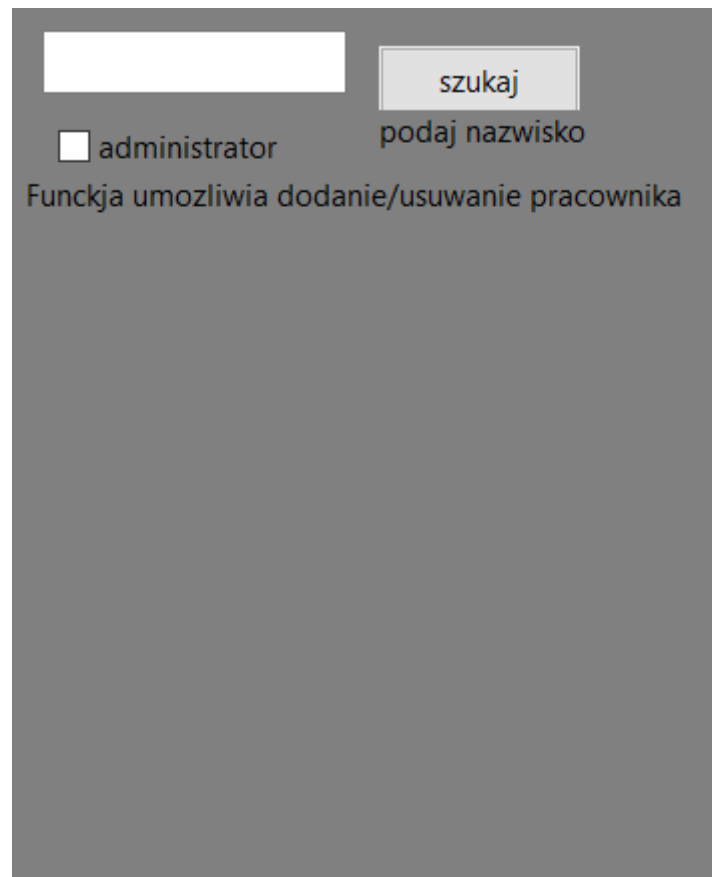 szukaj
podaj nazwisko
administrator
Funckja umozliwia dodanie/usuwanie pracownika